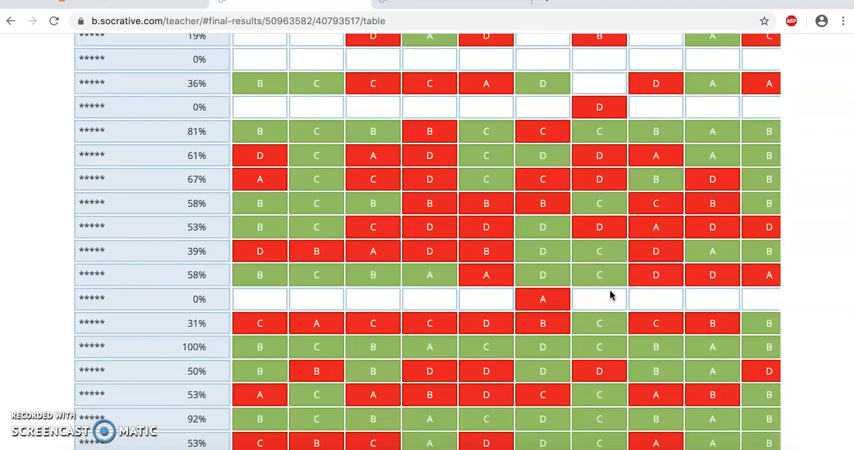 b.socrative.com/teacher/#final-results/50963582/40793517/table
ABP
***** 19% D A D B A C
***** 0%
***** 36% B C C C A D D A A
***** 0% D
***** 81% B C B B C C C B A B
***** 61% D C A D C D D A A B
***** 67% A C C D C C D B D B
***** 58% B C B B B B C C B B
***** 53% B C C D D D D A D D
***** 39% D B A D B D C D A B
***** 58% B C B A A D C D D A
***** 0% A
***** 31% C A C C D B C C B B
***** 100% B C B A C D C B A B
***** 50% B B B D D D D B A D
***** 53% A C A B D C C A B B
***** 92% B C B A C D C B A B
***** 53% C B C A D D C A A B
RECORDED WITH
SCREENCAST MATIC